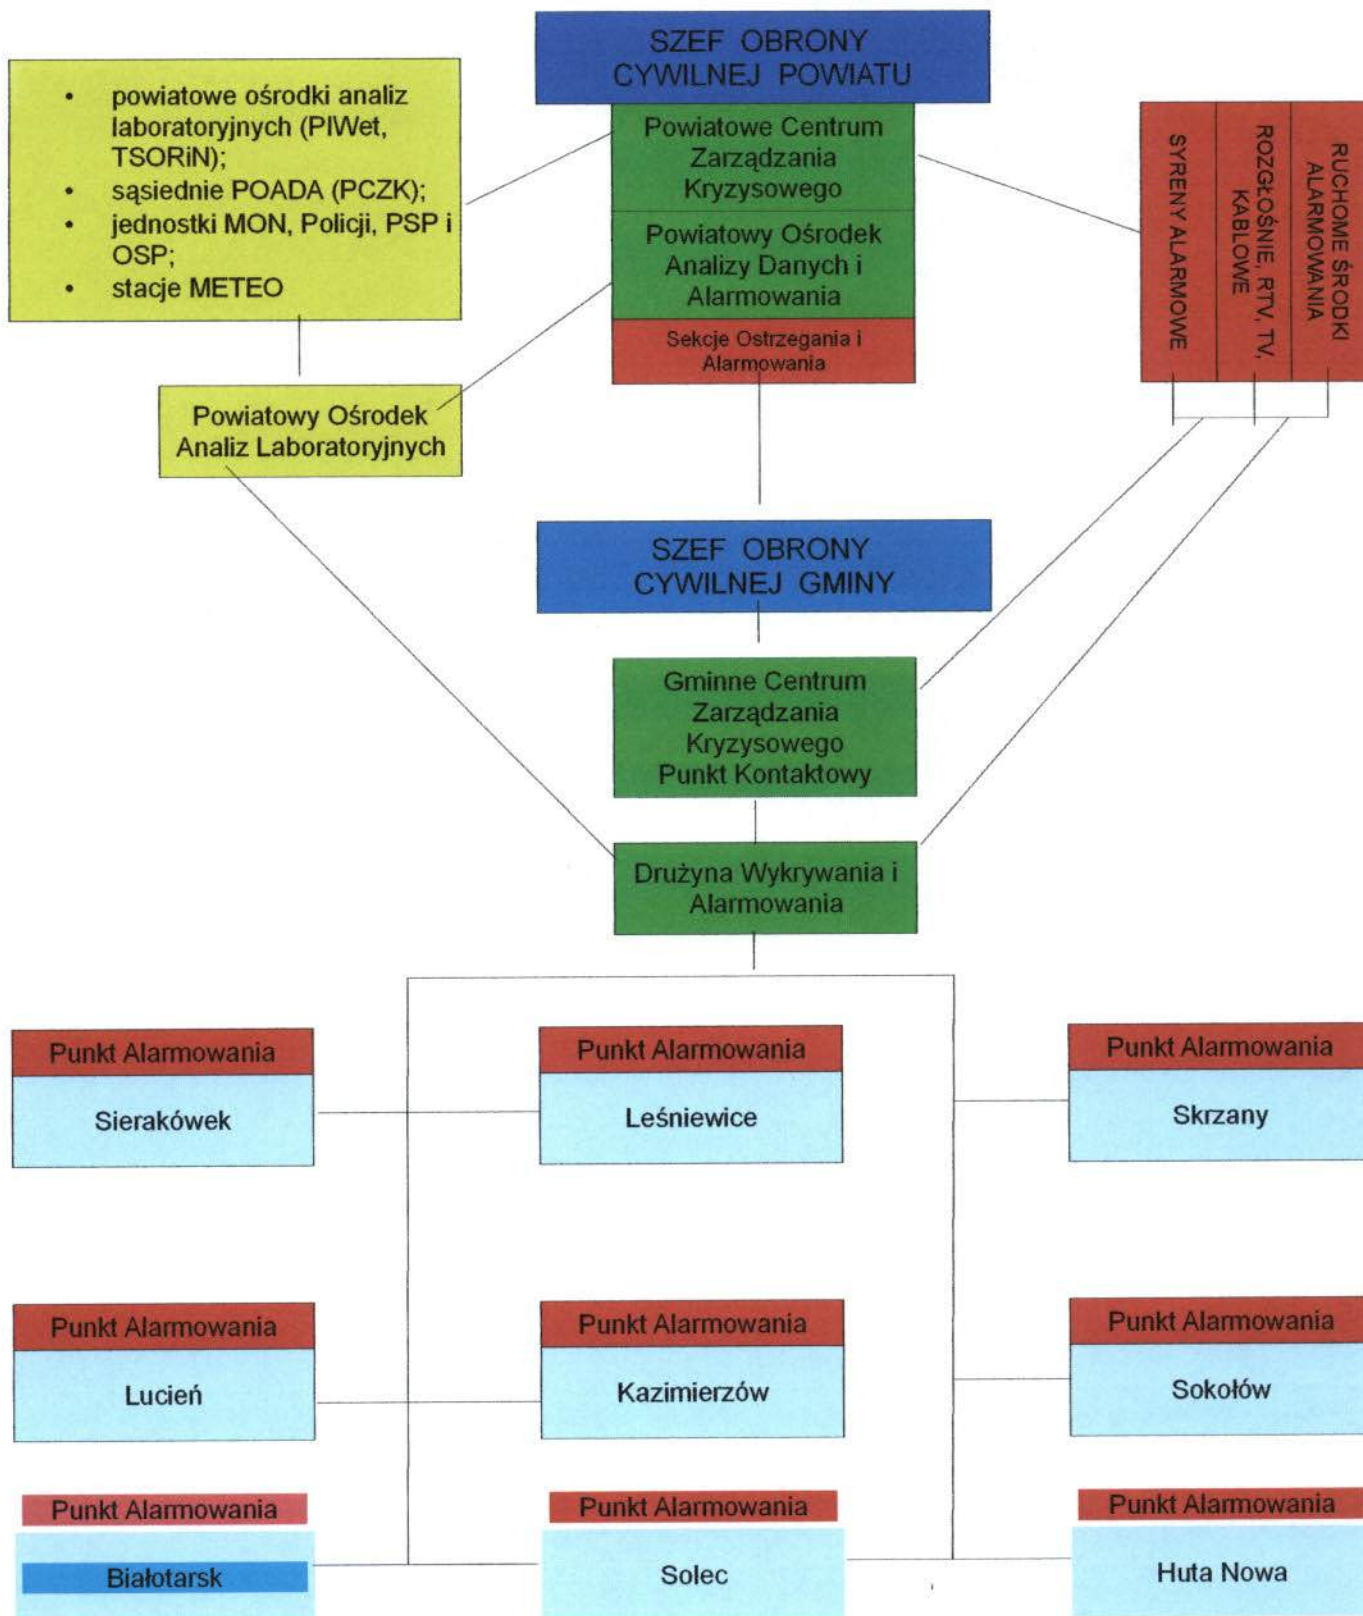 SZEF OBRONY
CYWILNEJ POWIATU
• powiatowe ośrodki analiz
laboratoryjnych (PIWet,
TSORiN);
• sąsiednie POADA (PCZK);
• jednostki MON, Policji, PSP i
OSP;
• stacje METEO
Powiatowe Centrum
Zarządzania
Kryzysowego
Powiatowy Ośrodek
Analizy Danych i
Alarmowania
Sekcje Ostrzegania i
Alarmowania
SYRENY ALARMOWE
ROZGŁOŚNIE, RTV, TV,
KABLOWE
RUCHOME ŚRODKI
ALARMOWANIA
Powiatowy Ośrodek
Analiz Laboratoryjnych
SZEF OBRONY
CYWILNEJ GMINY
Gminne Centrum
Zarządzania
Kryzysowego
Punkt Kontaktowy
Drużyna Wykrywania i
Alarmowania
Punkt Alarmowania
Sierakówek
Punkt Alarmowania
Leśniewice
Punkt Alarmowania
Skrzany
Punkt Alarmowania
Lucień
Punkt Alarmowania
Kazimierzów
Punkt Alarmowania
Sokołów
Punkt Alarmowania
Białotarsk
Punkt Alarmowania
Solec
Punkt Alarmowania
Huta Nowa